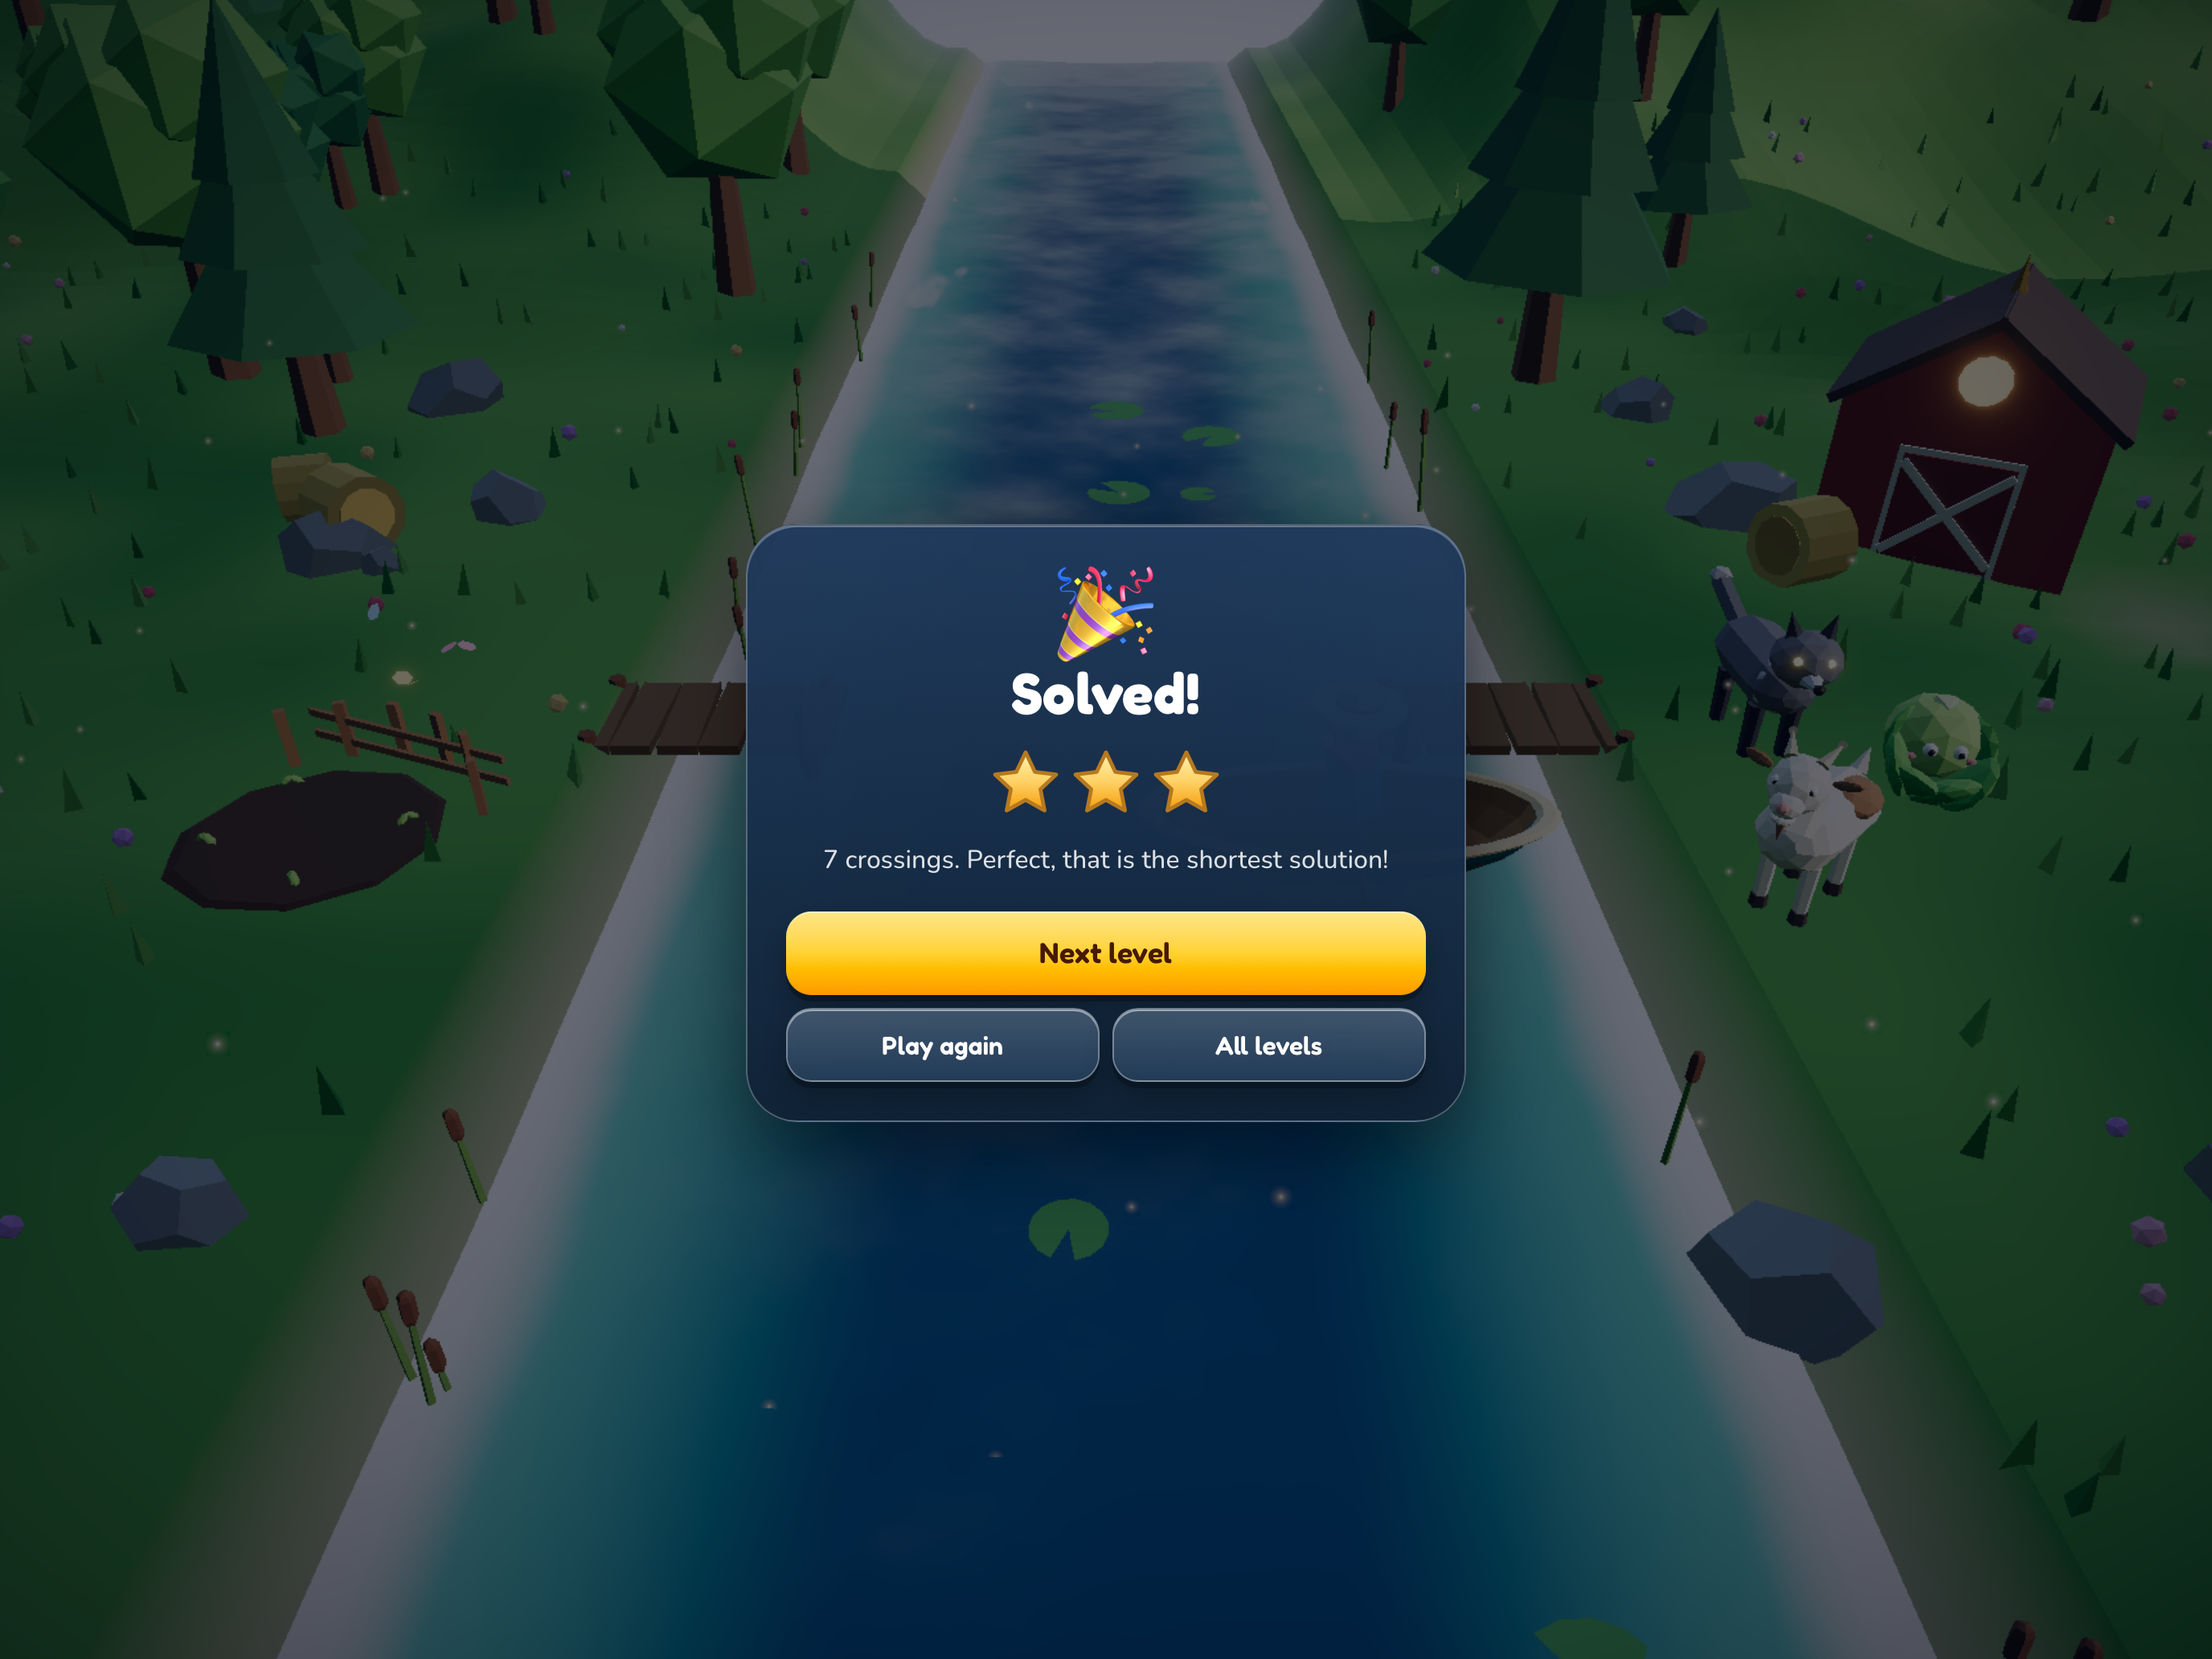 Solved!
7 crossings. Perfect, that is the shortest solution!
Next level
Play again
All levels